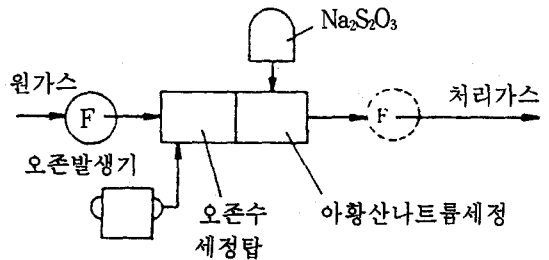 Na₂S₂O₃
원가스
F
F
처리가스
오존발생기
오존수
세정탑
아황산나트륨세정